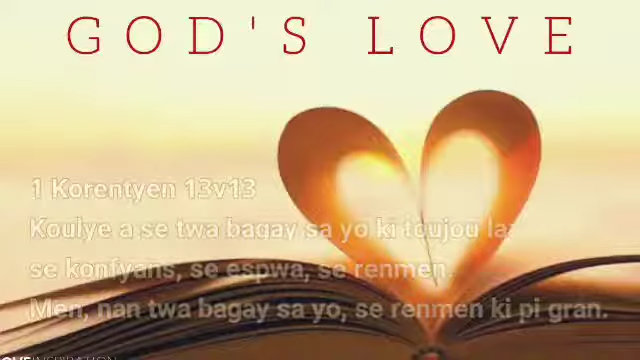 GOD'S LOVE
1 Korentyen 13v13
Koulye a se twa bagay sa yo ki toujou la:
se konfyans, se espwa, se renmen.
Men, nan twa bagay sa yo, se renmen ki pi gran.